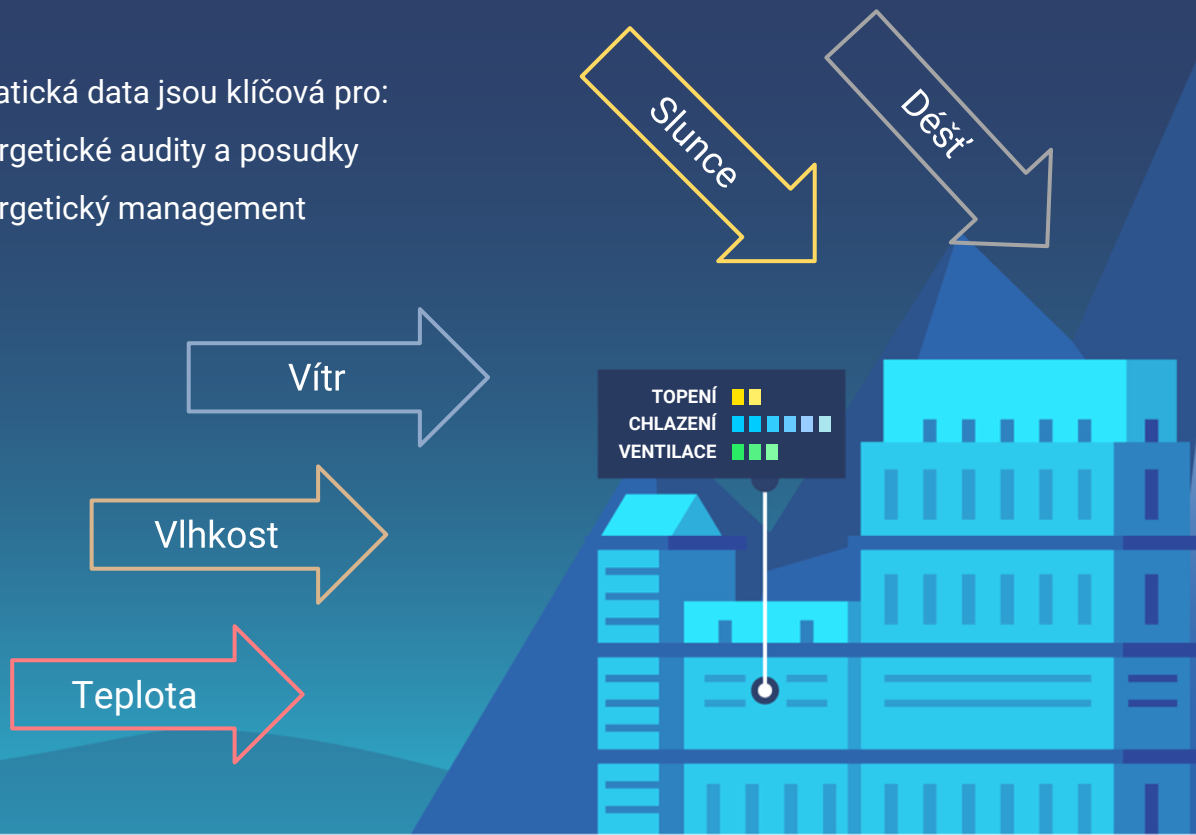 atická data jsou klíčová pro:
rgetické audity a posudky
rgetický management
Slunce
Déšť
Vítr
TOPENÍ
CHLAZENÍ
VENTILACE
Vlhkost
Teplota